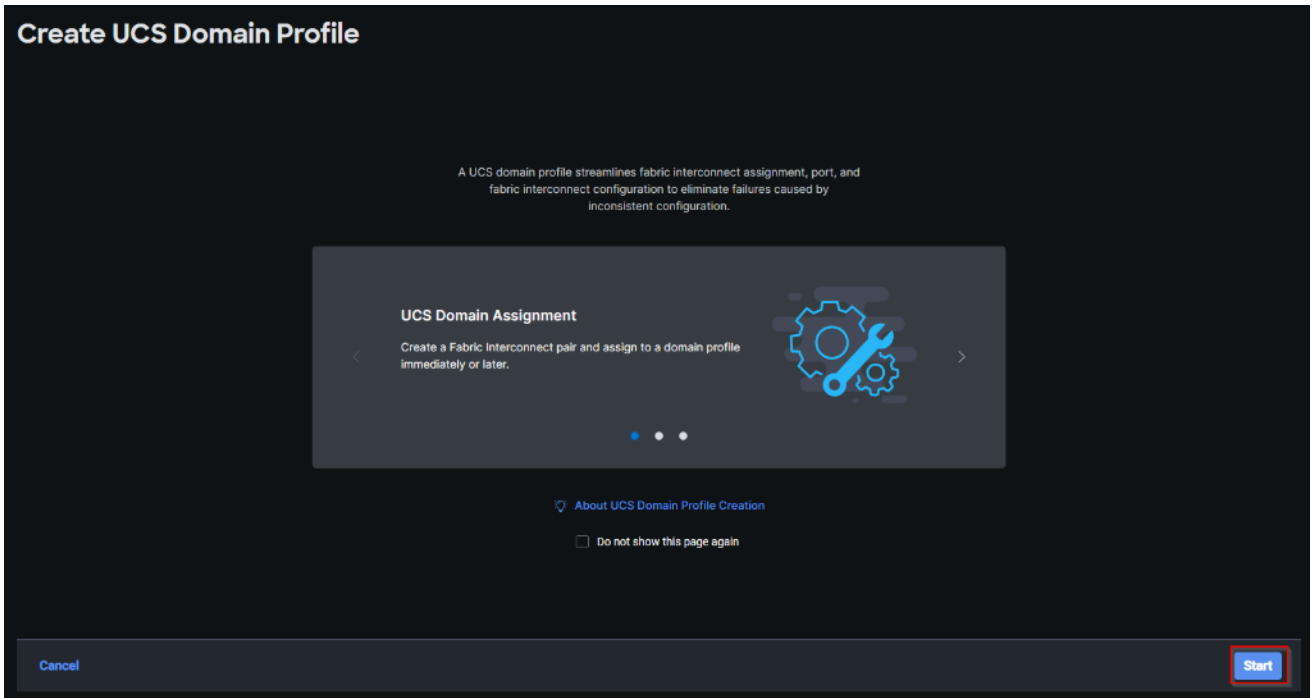 Create UCS Domain Profile
A UCS domain profile streamlines fabric interconnect assignment, port, and
fabric interconnect configuration to eliminate failures caused by
inconsistent configuration.
UCS Domain Assignment
Create a Fabric Interconnect pair and assign to a domain profile
immediately or later.
About UCS Domain Profile Creation
Do not show this page again
Cancel
Start